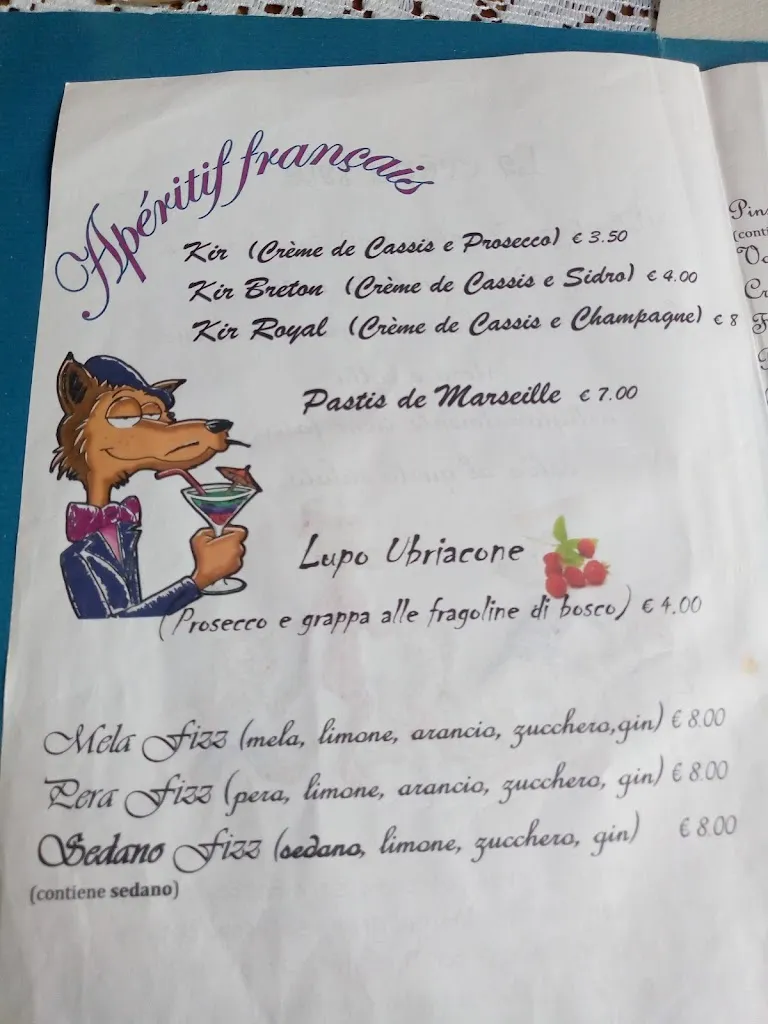 Apéritif français
Kir (Crème de Cassis e Prosecco) € 3.50
Kir Breton (Crème de Cassis e Sidro) € 4.00
Kir Royal (Crème de Cassis e Champagne) € 8
Pastis de Marseille € 7.00
Lupo Ubriacone
(Prosecco e grappa alle fragoline di bosco) € 4.00
Mela Fizz (mela, limone, arancio, zucchero,gin) € 8.00
Pera Fizz (pera, limone, arancio, zucchero, gin) € 8.00
Sedano Fizz (sedano, limone, zucchero, gin) € 8.00
(contiene sedano)